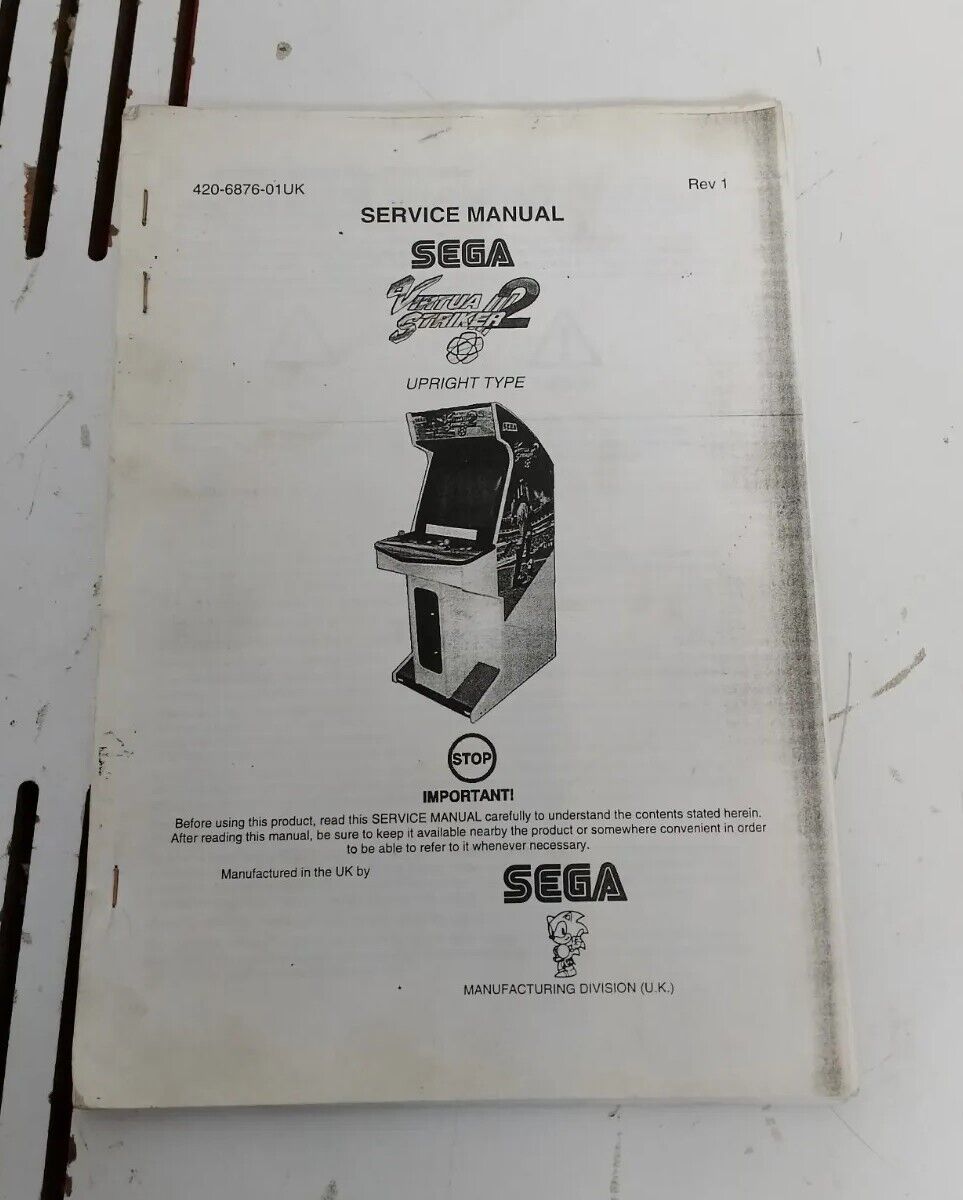 420-6876-01UK
Rev 1
SERVICE MANUAL
SEGA
VIRTUA
STRIKER 2
UPRIGHT TYPE
SEGA
STOP
IMPORTANT!
Before using this product, read this SERVICE MANUAL carefully to understand the contents stated herein.
After reading this manual, be sure to keep it available nearby the product or somewhere convenient in order
to be able to refer to it whenever necessary.
Manufactured in the UK by
SEGA
MANUFACTURING DIVISION (U.K.)